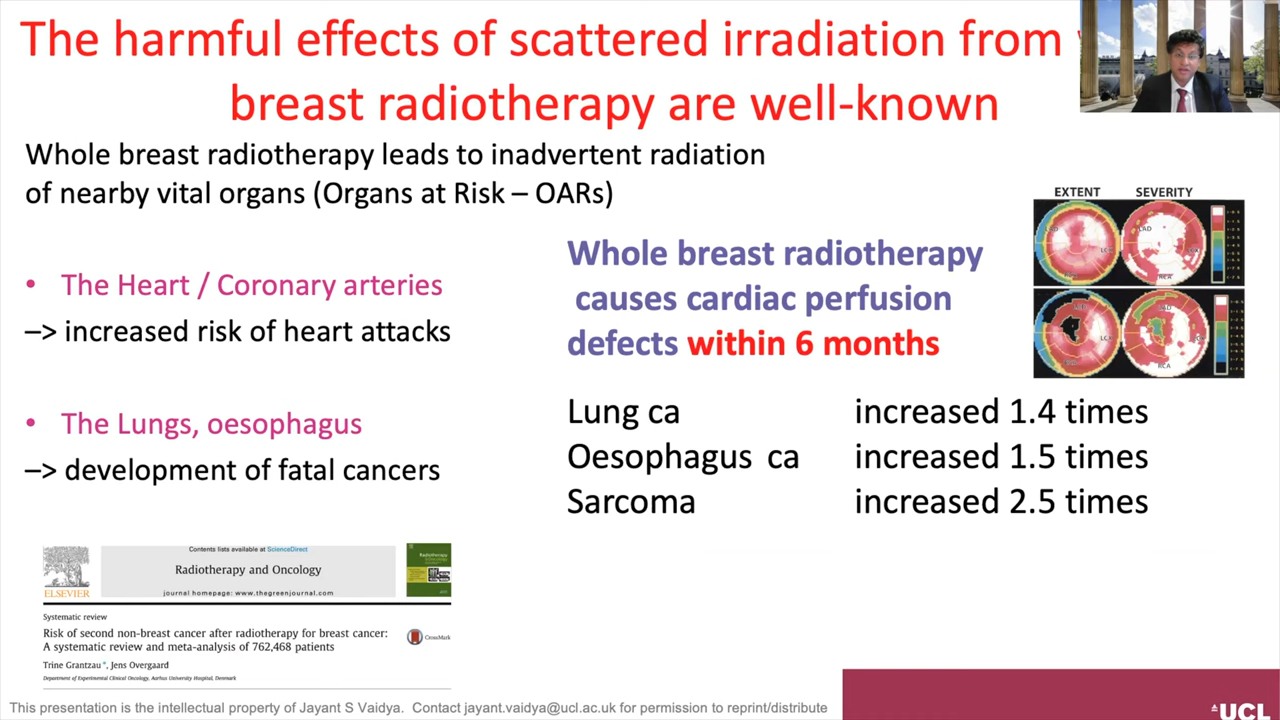 The harmful effects of scattered irradiation from
breast radiotherapy are well-known
Whole breast radiotherapy leads to inadvertent radiation
of nearby vital organs (Organs at Risk – OARs)
• The Heart / Coronary arteries
–> increased risk of heart attacks
• The Lungs, oesophagus
–> development of fatal cancers
Whole breast radiotherapy
causes cardiac perfusion
defects within 6 months
EXTENT SEVERITY
LAD
RCA
LCX
RCA
Lung ca increased 1.4 times
Oesophagus ca increased 1.5 times
Sarcoma increased 2.5 times
Contents lists available at ScienceDirect
Radiotherapy and Oncology
journal homepage: www.thegreenjournal.com
ELSEVIER
Radiotherapy
Systematic review
Risk of second non-breast cancer after radiotherapy for breast cancer:
A systematic review and meta-analysis of 762,468 patients
CrossMark
Trine Grantzau *, Jens Overgaard
Department of Experimental Clinical Oncology, Aarhus University Hospital, Denmark
This presentation is the intellectual property of Jayant S Vaidya. Contact jayant.vaidya@ucl.ac.uk for permission to reprint/distribute
UCL